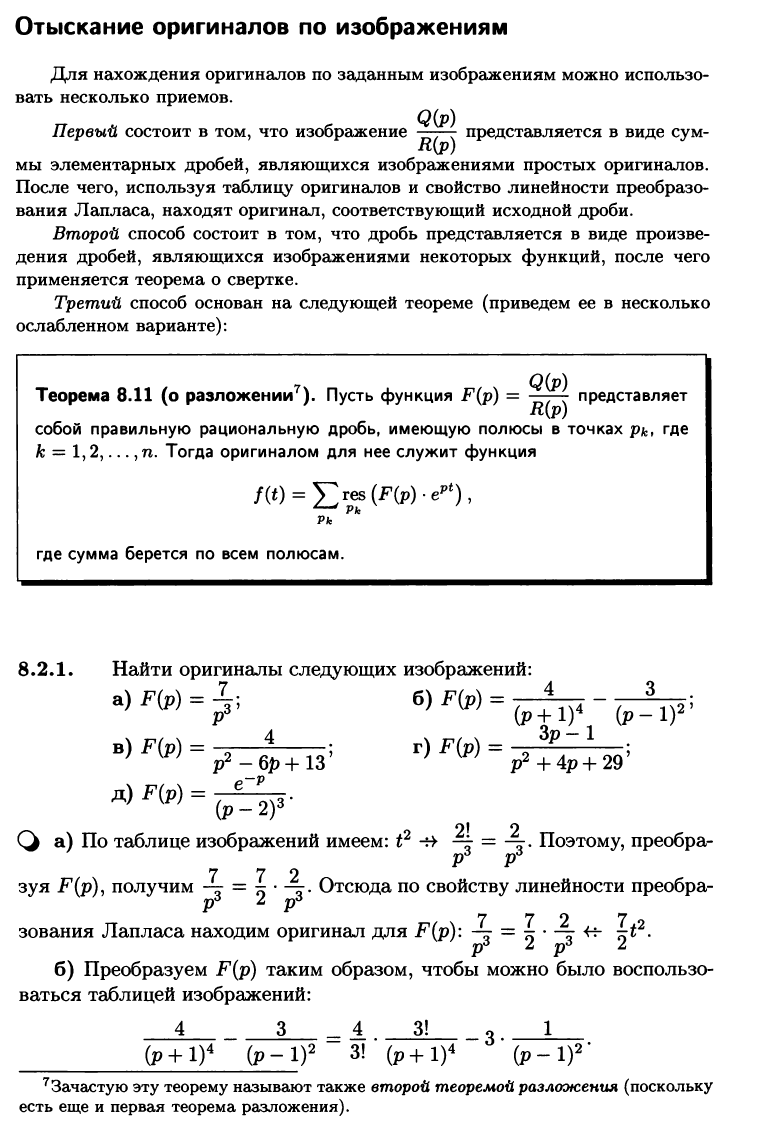 Отыскание оригиналов по изображениям
Для нахождения оригиналов по заданным изображениям можно использо-
вать несколько приемов.
Первый состоит в том, что изображение Q(p)/R(p) представляется в виде сум-
мы элементарных дробей, являющихся изображениями простых оригиналов.
После чего, используя таблицу оригиналов и свойство линейности преобразо-
вания Лапласа, находят оригинал, соответствующий исходной дроби.
Второй способ состоит в том, что дробь представляется в виде произве-
дения дробей, являющихся изображениями некоторых функций, после чего
применяется теорема о свертке.
Третий способ основан на следующей теореме (приведем ее в несколько
ослабленном варианте):
Теорема 8.11 (о разложении⁷). Пусть функция F(p) = Q(p)/R(p) представляет
собой правильную рациональную дробь, имеющую полюсы в точках pₖ, где
k = 1, 2, . . . , n. Тогда оригиналом для нее служит функция
f(t) = ∑_{pₖ} res_{pₖ} (F(p) · e^{pt}),
где сумма берется по всем полюсам.
8.2.1. Найти оригиналы следующих изображений:
а) F(p) = 7/p³; б) F(p) = 4/(p + 1)⁴ − 3/(p − 1)²;
в) F(p) = 4/(p² − 6p + 13); г) F(p) = (3p − 1)/(p² + 4p + 29);
д) F(p) = e^{−p}/(p − 2)³.
а) По таблице изображений имеем: t² ⇾ 2!/p³ = 2/p³. Поэтому, преобра-
зуя F(p), получим 7/p³ = 7/2 · 2/p³. Отсюда по свойству линейности преобра-
зования Лапласа находим оригинал для F(p): 7/p³ = 7/2 · 2/p³ ⇽ 7/2 t².
б) Преобразуем F(p) таким образом, чтобы можно было воспользо-
ваться таблицей изображений:
4/(p + 1)⁴ − 3/(p − 1)² = 4/3! · 3!/(p + 1)⁴ − 3 · 1/(p − 1)².
⁷Зачастую эту теорему называют также второй теоремой разложения (поскольку
есть еще и первая теорема разложения).